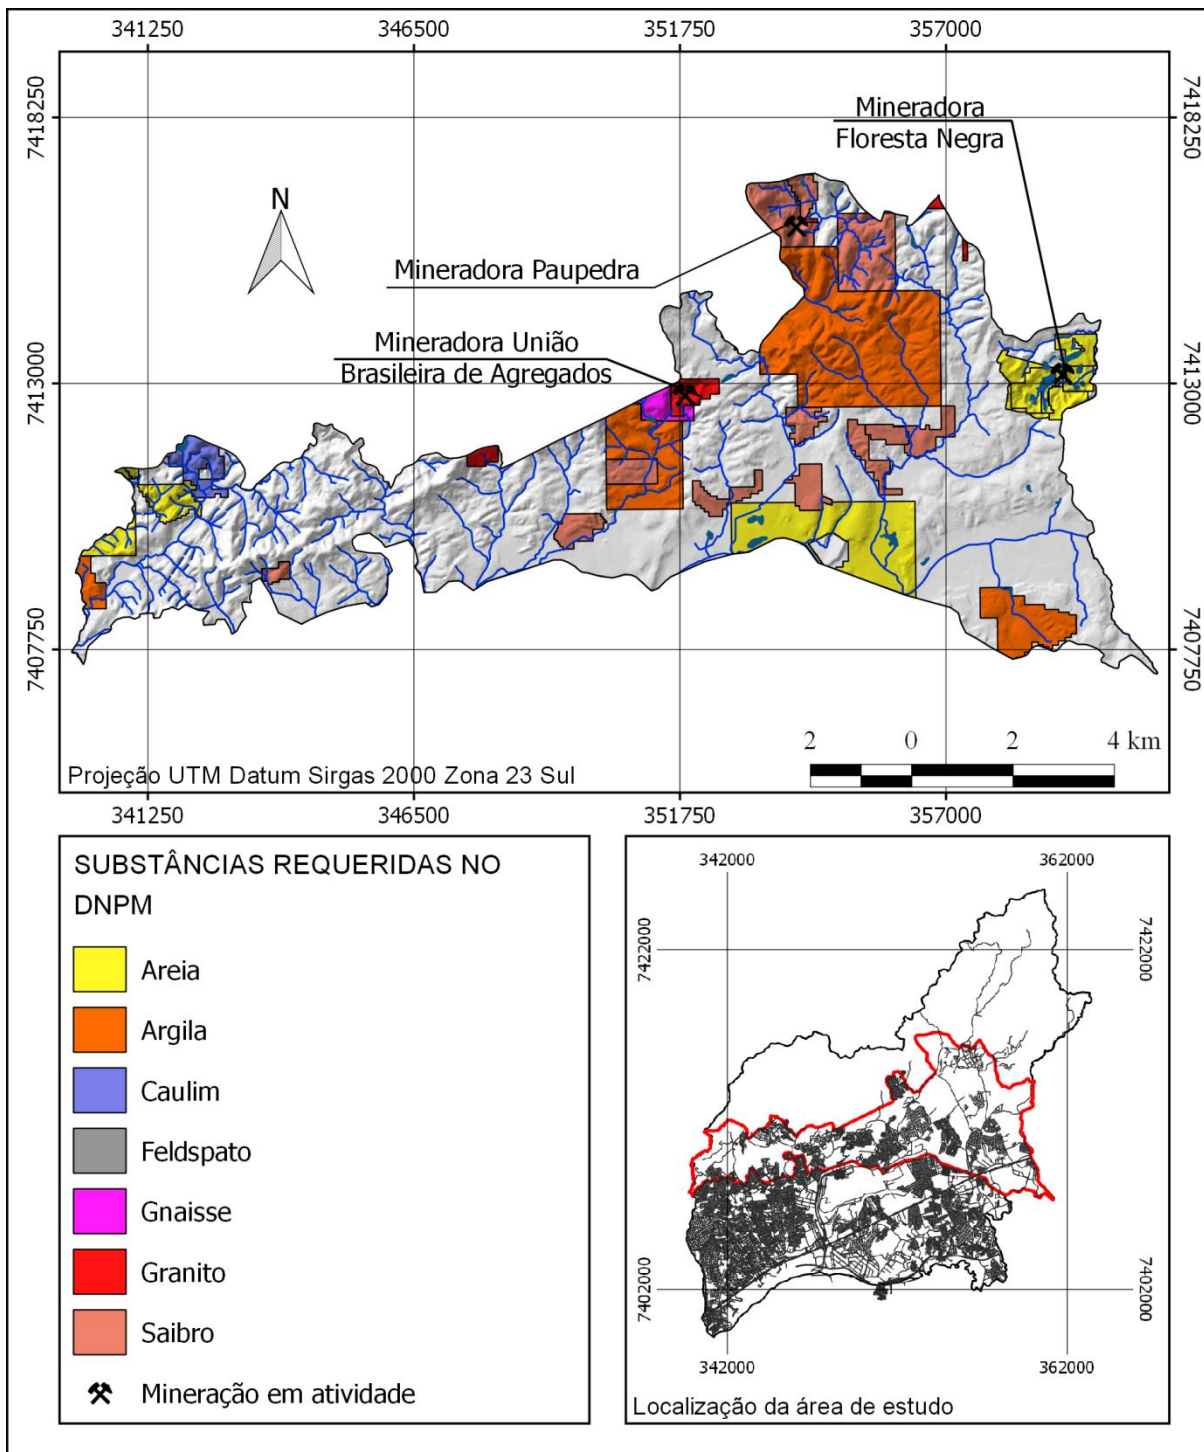 341250 346500 351750 357000
7418250
7418250
Mineradora
Floresta Negra
N
Mineradora Paupedra
Mineradora União
Brasileira de Agregados
7413000
7413000
7407750
7407750
2 0 2 4 km
Projeção UTM Datum Sirgas 2000 Zona 23 Sul
341250 346500 351750 357000
SUBSTÂNCIAS REQUERIDAS NO
DNPM
Areia
Argila
Caulim
Feldspato
Gnaisse
Granito
Saibro
Mineração em atividade
342000 362000
7422000
7422000
7402000
7402000
342000 362000
Localização da área de estudo